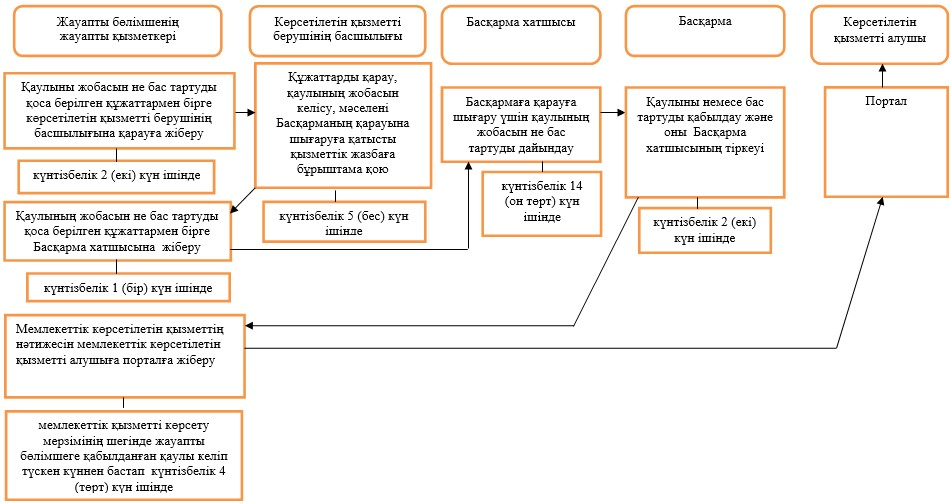 Жауапты бөлімшенің
жауапты қызметкері
Көрсетілетін қызметті
берушінің басшылығы
Басқарма хатшысы
Басқарма
Көрсетілетін
қызметті алушы
Қаулыны жобасын не бас тартуды
қоса берілген құжаттармен бірге
көрсетілетін қызметті берушінің
басшылығына қарауға жіберу
күнтізбелік 2 (екі) күн ішінде
Құжаттарды қарау,
қаулының жобасын
келісу, мәселені
Басқарманың қарауына
шығаруға қатысты
қызметтік жазбаға
бұрыштама қою
күнтізбелік 5 (бес) күн
ішінде
Басқармаға қарауға
шығару үшін қаулының
жобасын не бас
тартуды дайындау
күнтізбелік 14
(он төрт) күн
ішінде
Қаулыны немесе бас
тартуды қабылдау және
оны Басқарма
хатшысының тіркеуі
күнтізбелік 2 (екі)
күн ішінде
Портал
Қаулының жобасын не бас тартуды
қоса берілген құжаттармен бірге
Басқарма хатшысына жіберу
күнтізбелік 1 (бір) күн ішінде
Мемлекеттік көрсетілетін қызметтің
нәтижесін мемлекеттік көрсетілетін
қызметті алушыға порталға жіберу
мемлекеттік қызметті көрсету
мерзімінің шегінде жауапты
бөлімшеге қабылданған қаулы келіп
түскен күннен бастап күнтізбелік 4
(төрт) күн ішінде